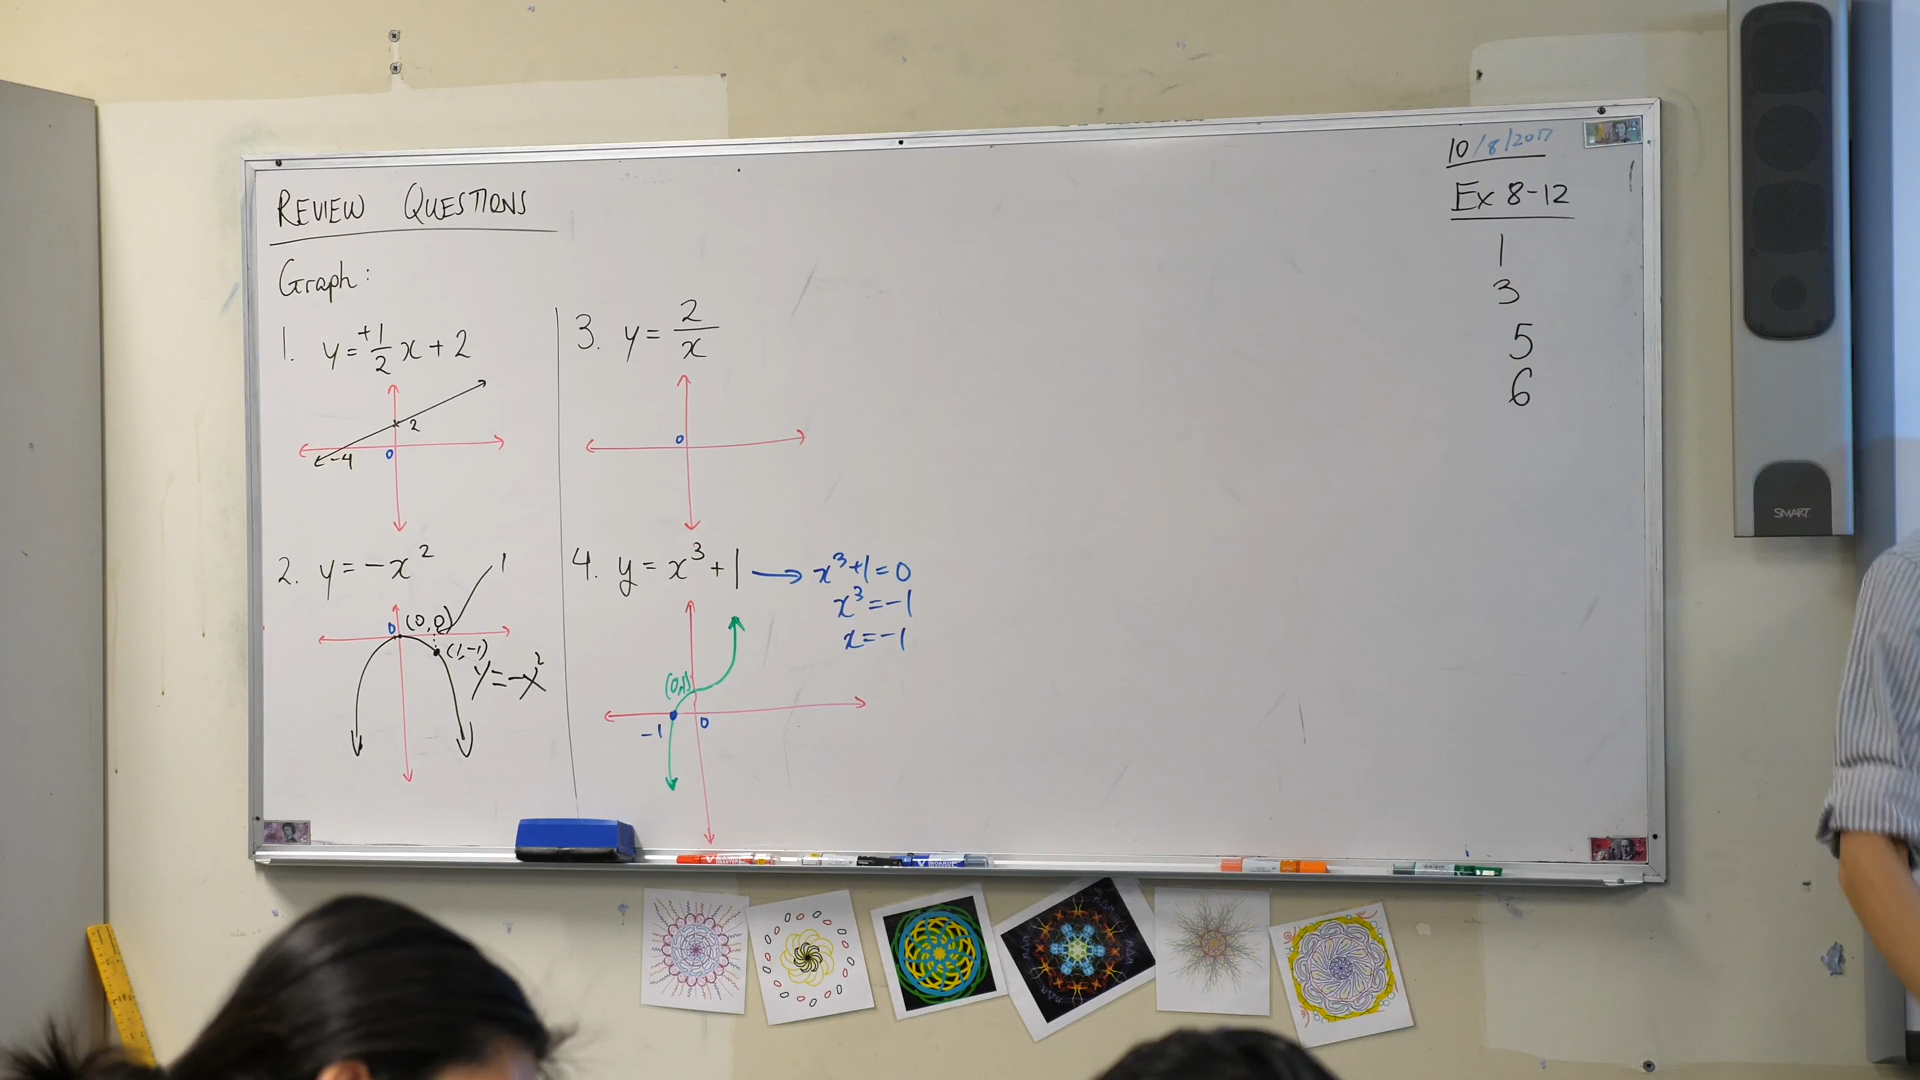 REVIEW QUESTIONS
Graph:
1. y = +1/2 x + 2
2
-4
0
2. y = -x²
1
0
(0,0)
(1,-1)
y=-x²
3. y = 2/x
0
4. y = x³ + 1 → x³+1=0
x³=-1
x=-1
(0,1)
-1
0
10/8/2017
Ex 8-12
1
3
5
6
SMART